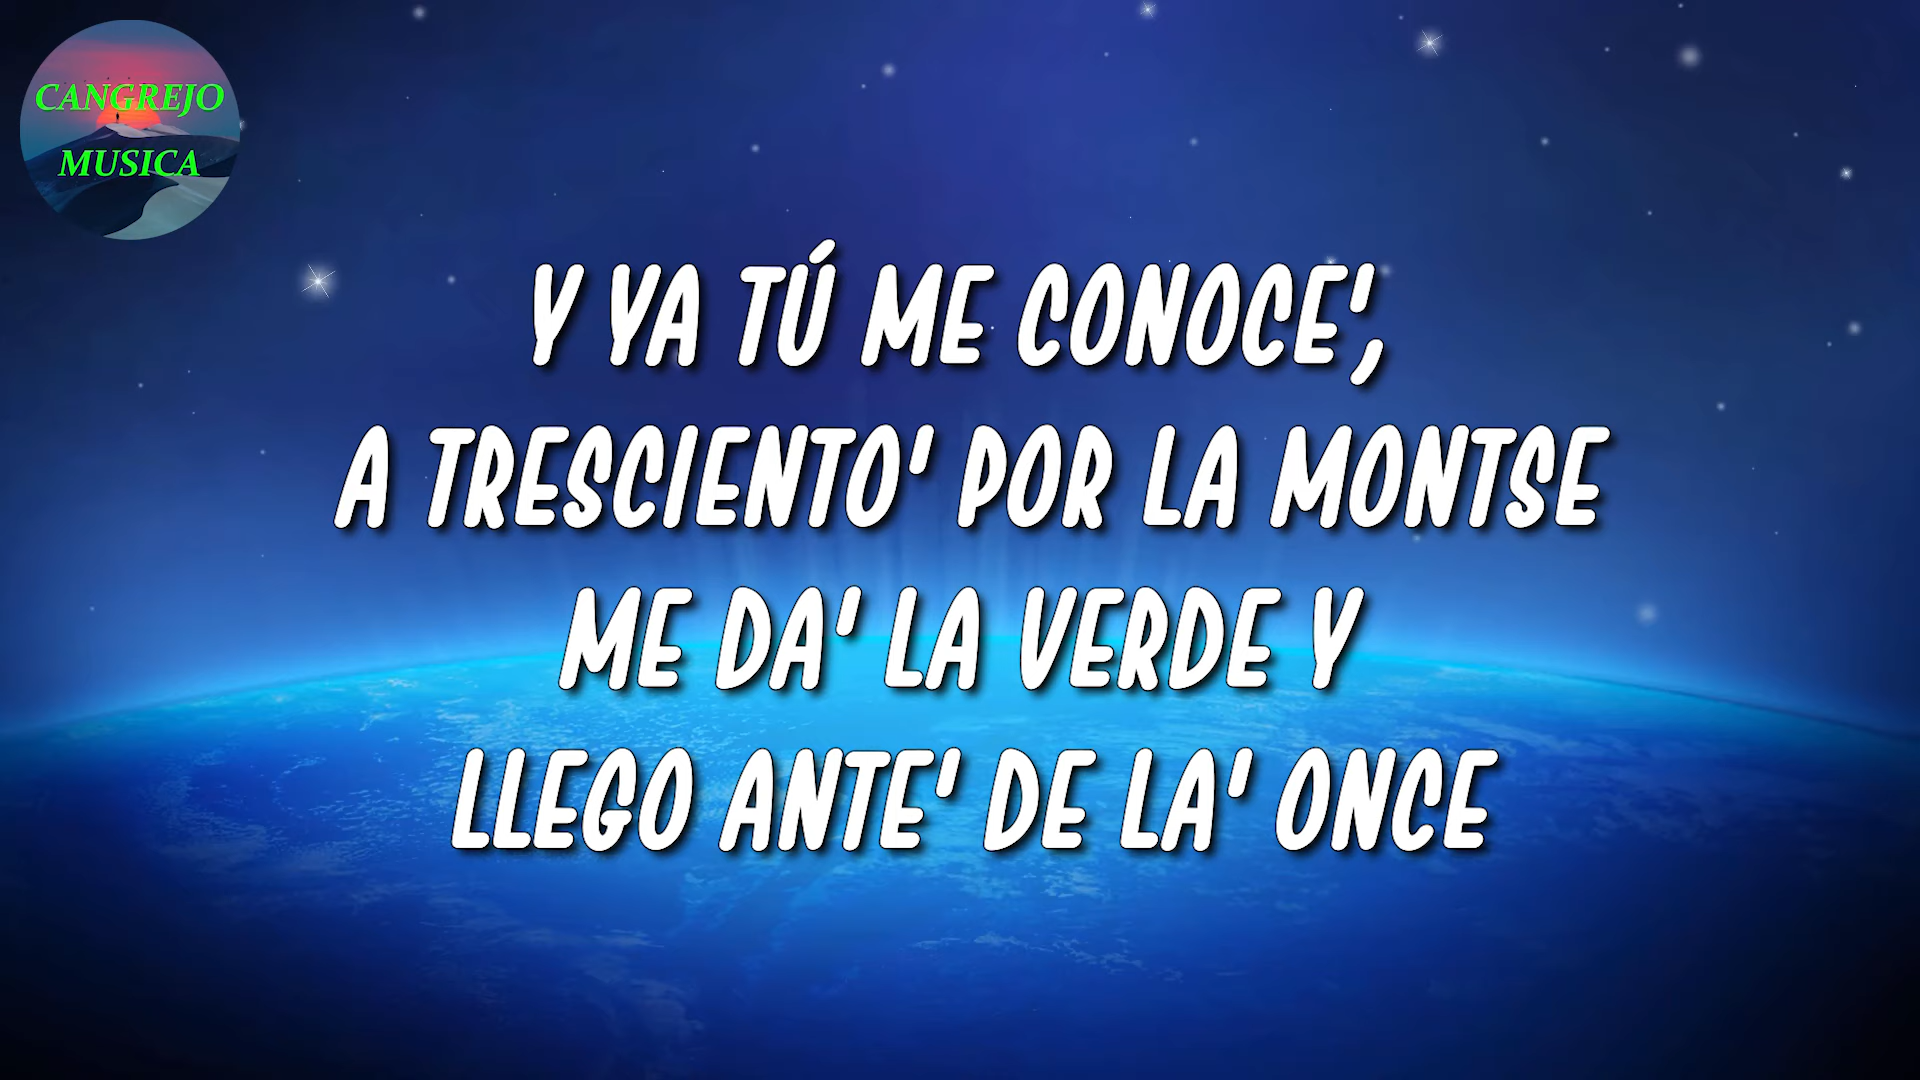 CANGREJO
MUSICA
Y YA TÚ ME CONOCE',
A TRESCIENTO' POR LA MONTSE
ME DA' LA VERDE Y
LLEGO ANTE' DE LA' ONCE